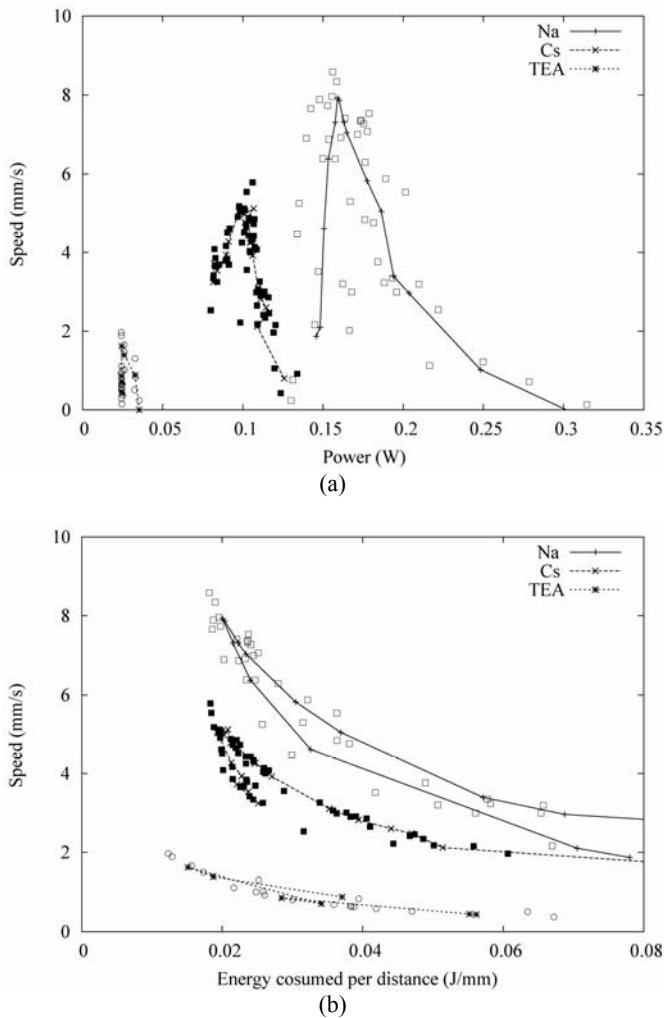 10
8
6
4
2
0
Speed (mm/s)
Na
Cs
TEA
0 0.05 0.1 0.15 0.2 0.25 0.3 0.35
Power (W)
(a)
10
8
6
4
2
0
Speed (mm/s)
Na
Cs
TEA
0 0.02 0.04 0.06 0.08
Energy cosumed per distance (J/mm)
(b)